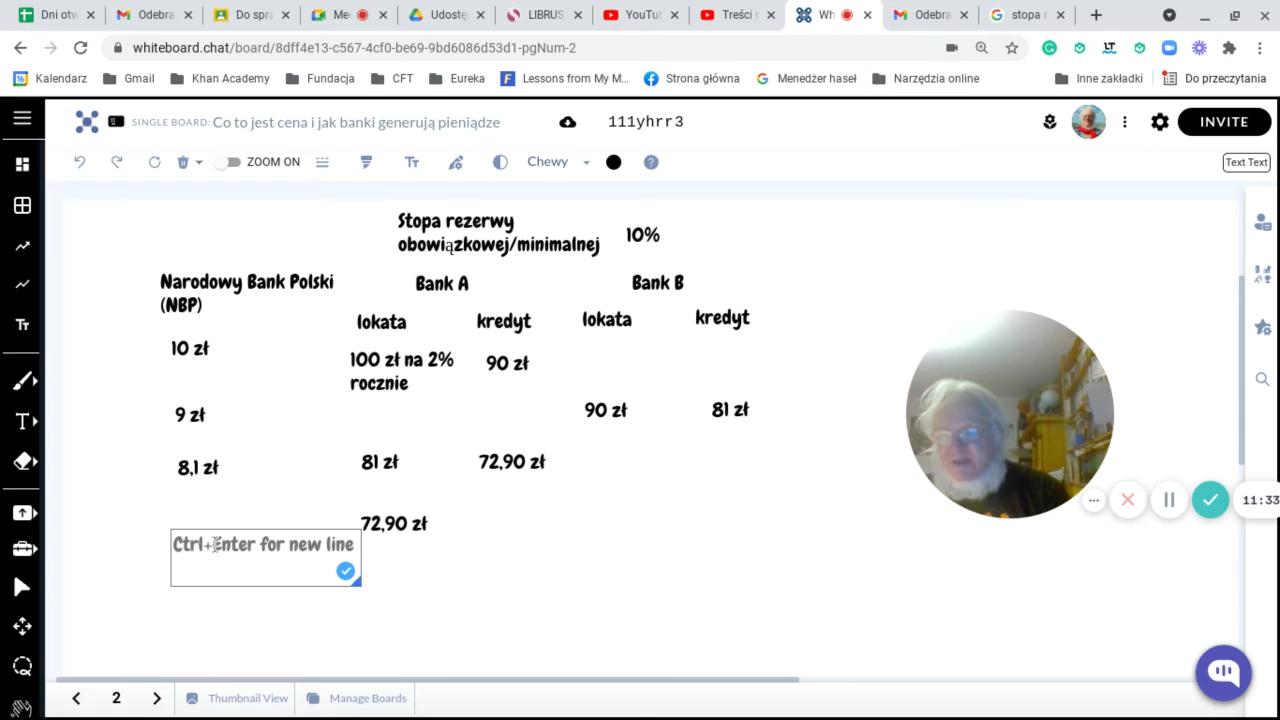 Dni otw
Odebra
Do spra
Mee
Udostę
LIBRUS
YouTu
Treści r
Wh
Odebra
stopa r
whiteboard.chat/board/8dff4e13-c567-4cf0-be69-9bd6086d53d1-pgNum-2
Kalendarz
Gmail
Khan Academy
Fundacja
CFT
Eureka
Lessons from My M...
Strona główna
Menedżer haseł
Narzędzia online
Inne zakładki
Do przeczytania
SINGLE BOARD: Co to jest cena i jak banki generują pieniądze
111yhrr3
INVITE
ZOOM ON
Chewy
Text Text
Stopa rezerwy
obowiązkowej/minimalnej
10%
Narodowy Bank Polski
(NBP)
Bank A
Bank B
lokata
kredyt
lokata
kredyt
10 zł
100 zł na 2%
rocznie
90 zł
9 zł
90 zł
81 zł
8,1 zł
81 zł
72,90 zł
72,90 zł
Ctrl+Enter for new line
11:33
2
Thumbnail View
Manage Boards